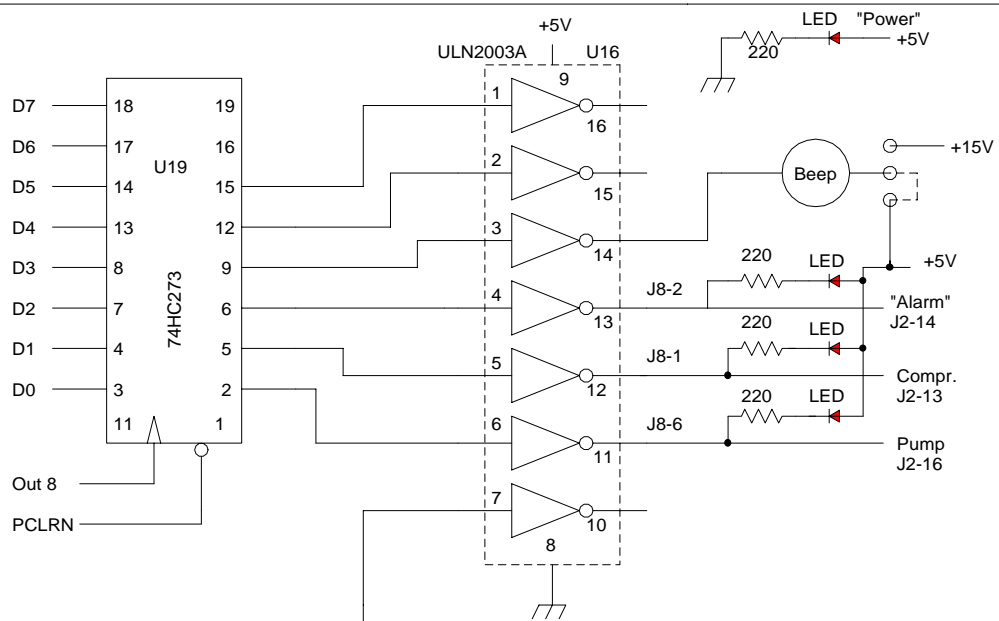 LED "Power"
+5V
220
+5V
ULN2003A U16
9
D7 18 19 1 16
D6 17 16 +15V
U19 2 15
Beep
D5 14 15
D4 13 12 3 14
D3 8 9 220 LED +5V
74HC273
J8-2
D2 7 6 4 13 "Alarm"
J2-14
220 LED
D1 4 5 J8-1
5 12 Compr.
J2-13
D0 3 2 220 LED
11 1 J8-6
6 11 Pump
J2-16
Out 8
7 10
PCLRN
8